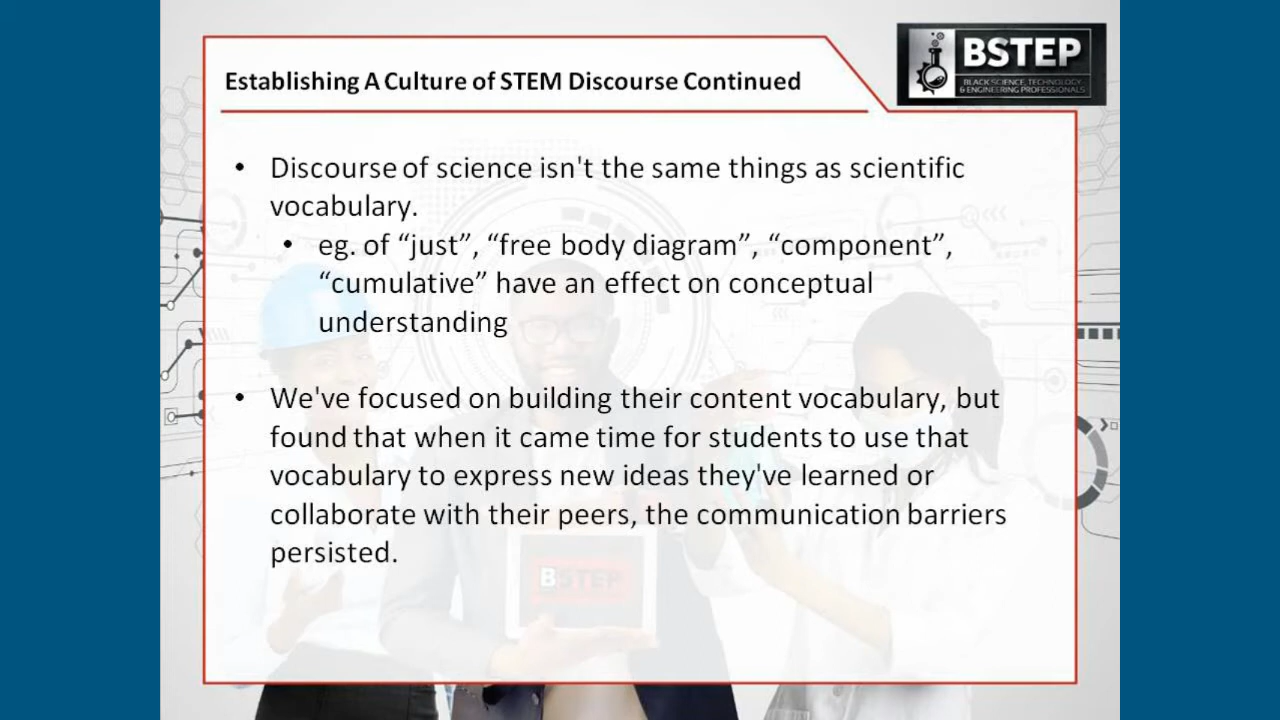 Establishing A Culture of STEM Discourse Continued
BSTEP
BLACK SCIENCE, TECHNOLOGY
& ENGINEERING PROFESSIONALS
• Discourse of science isn't the same things as scientific
vocabulary.
• eg. of “just”, “free body diagram”, “component”,
“cumulative” have an effect on conceptual
understanding
• We've focused on building their content vocabulary, but
found that when it came time for students to use that
vocabulary to express new ideas they've learned or
collaborate with their peers, the communication barriers
persisted.
BSTEP